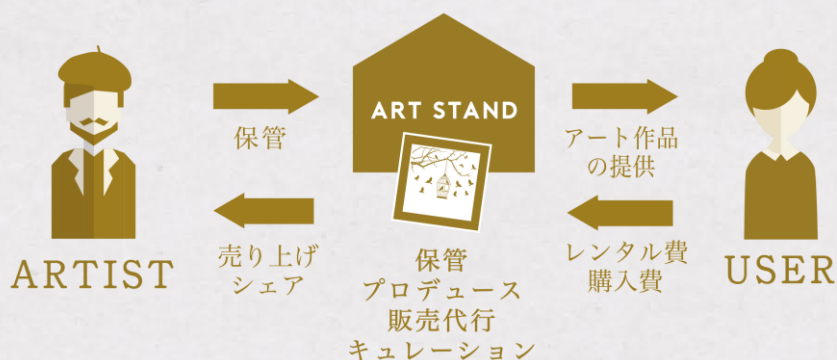 ART STAND
保管
アート作品
の提供
売り上げ
シェア
保管
プロデュース
販売代行
キュレーション
レンタル費
購入費
ARTIST
USER